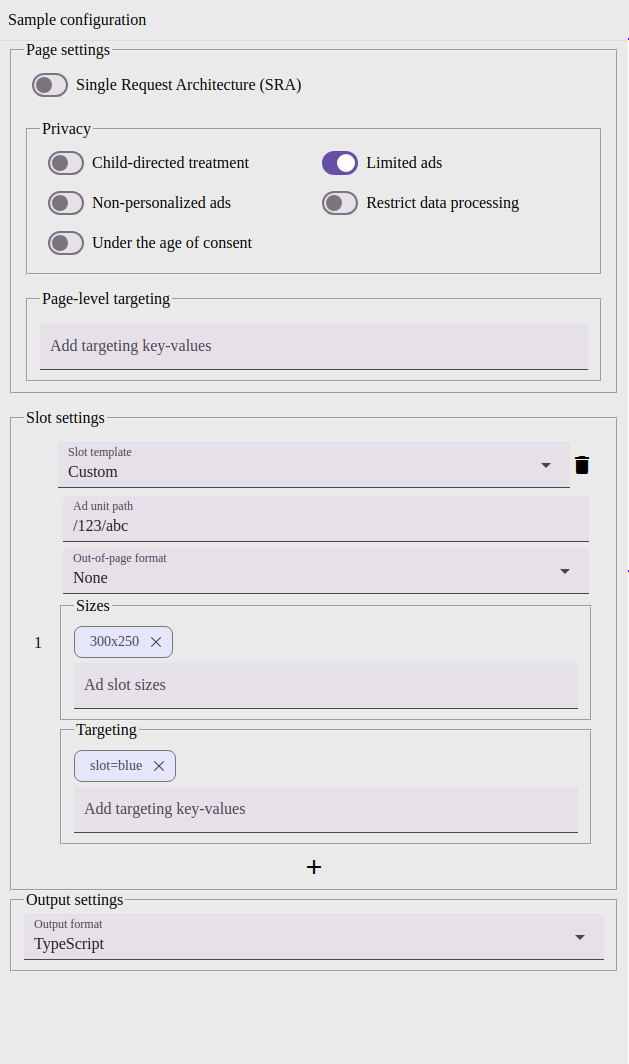 Sample configuration
Page settings
Single Request Architecture (SRA)
Privacy
Child-directed treatment
Limited ads
Non-personalized ads
Restrict data processing
Under the age of consent
Page-level targeting
Add targeting key-values
Slot settings
Slot template
Custom
Ad unit path
/123/abc
Out-of-page format
None
1
Sizes
300x250
Ad slot sizes
Targeting
slot=blue
Add targeting key-values
Output settings
Output format
TypeScript